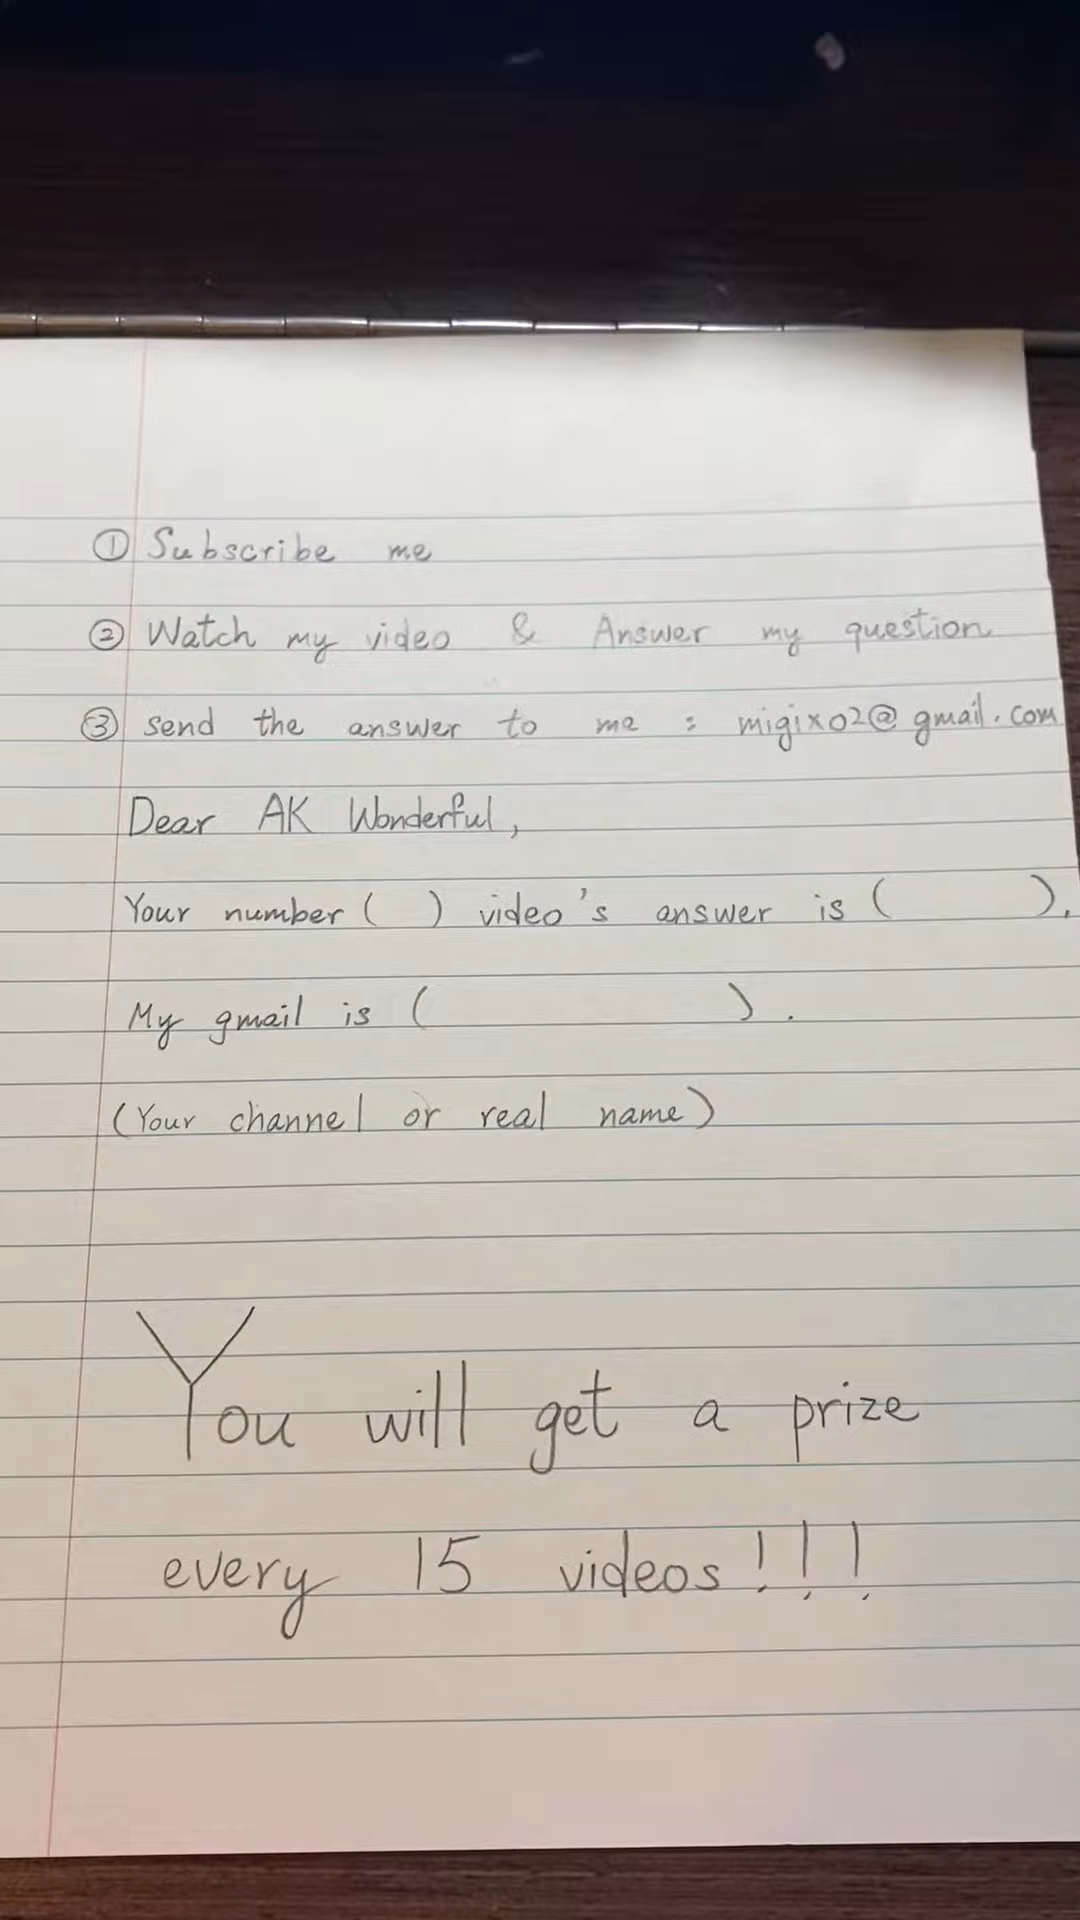 ① Subscribe me
② Watch my video & Answer my question
③ send the answer to me : migixo2@gmail.com
Dear AK Wonderful,
Your number ( ) video's answer is ( ).
My gmail is ( ).
(Your channel or real name)
You will get a prize
every 15 videos!!!